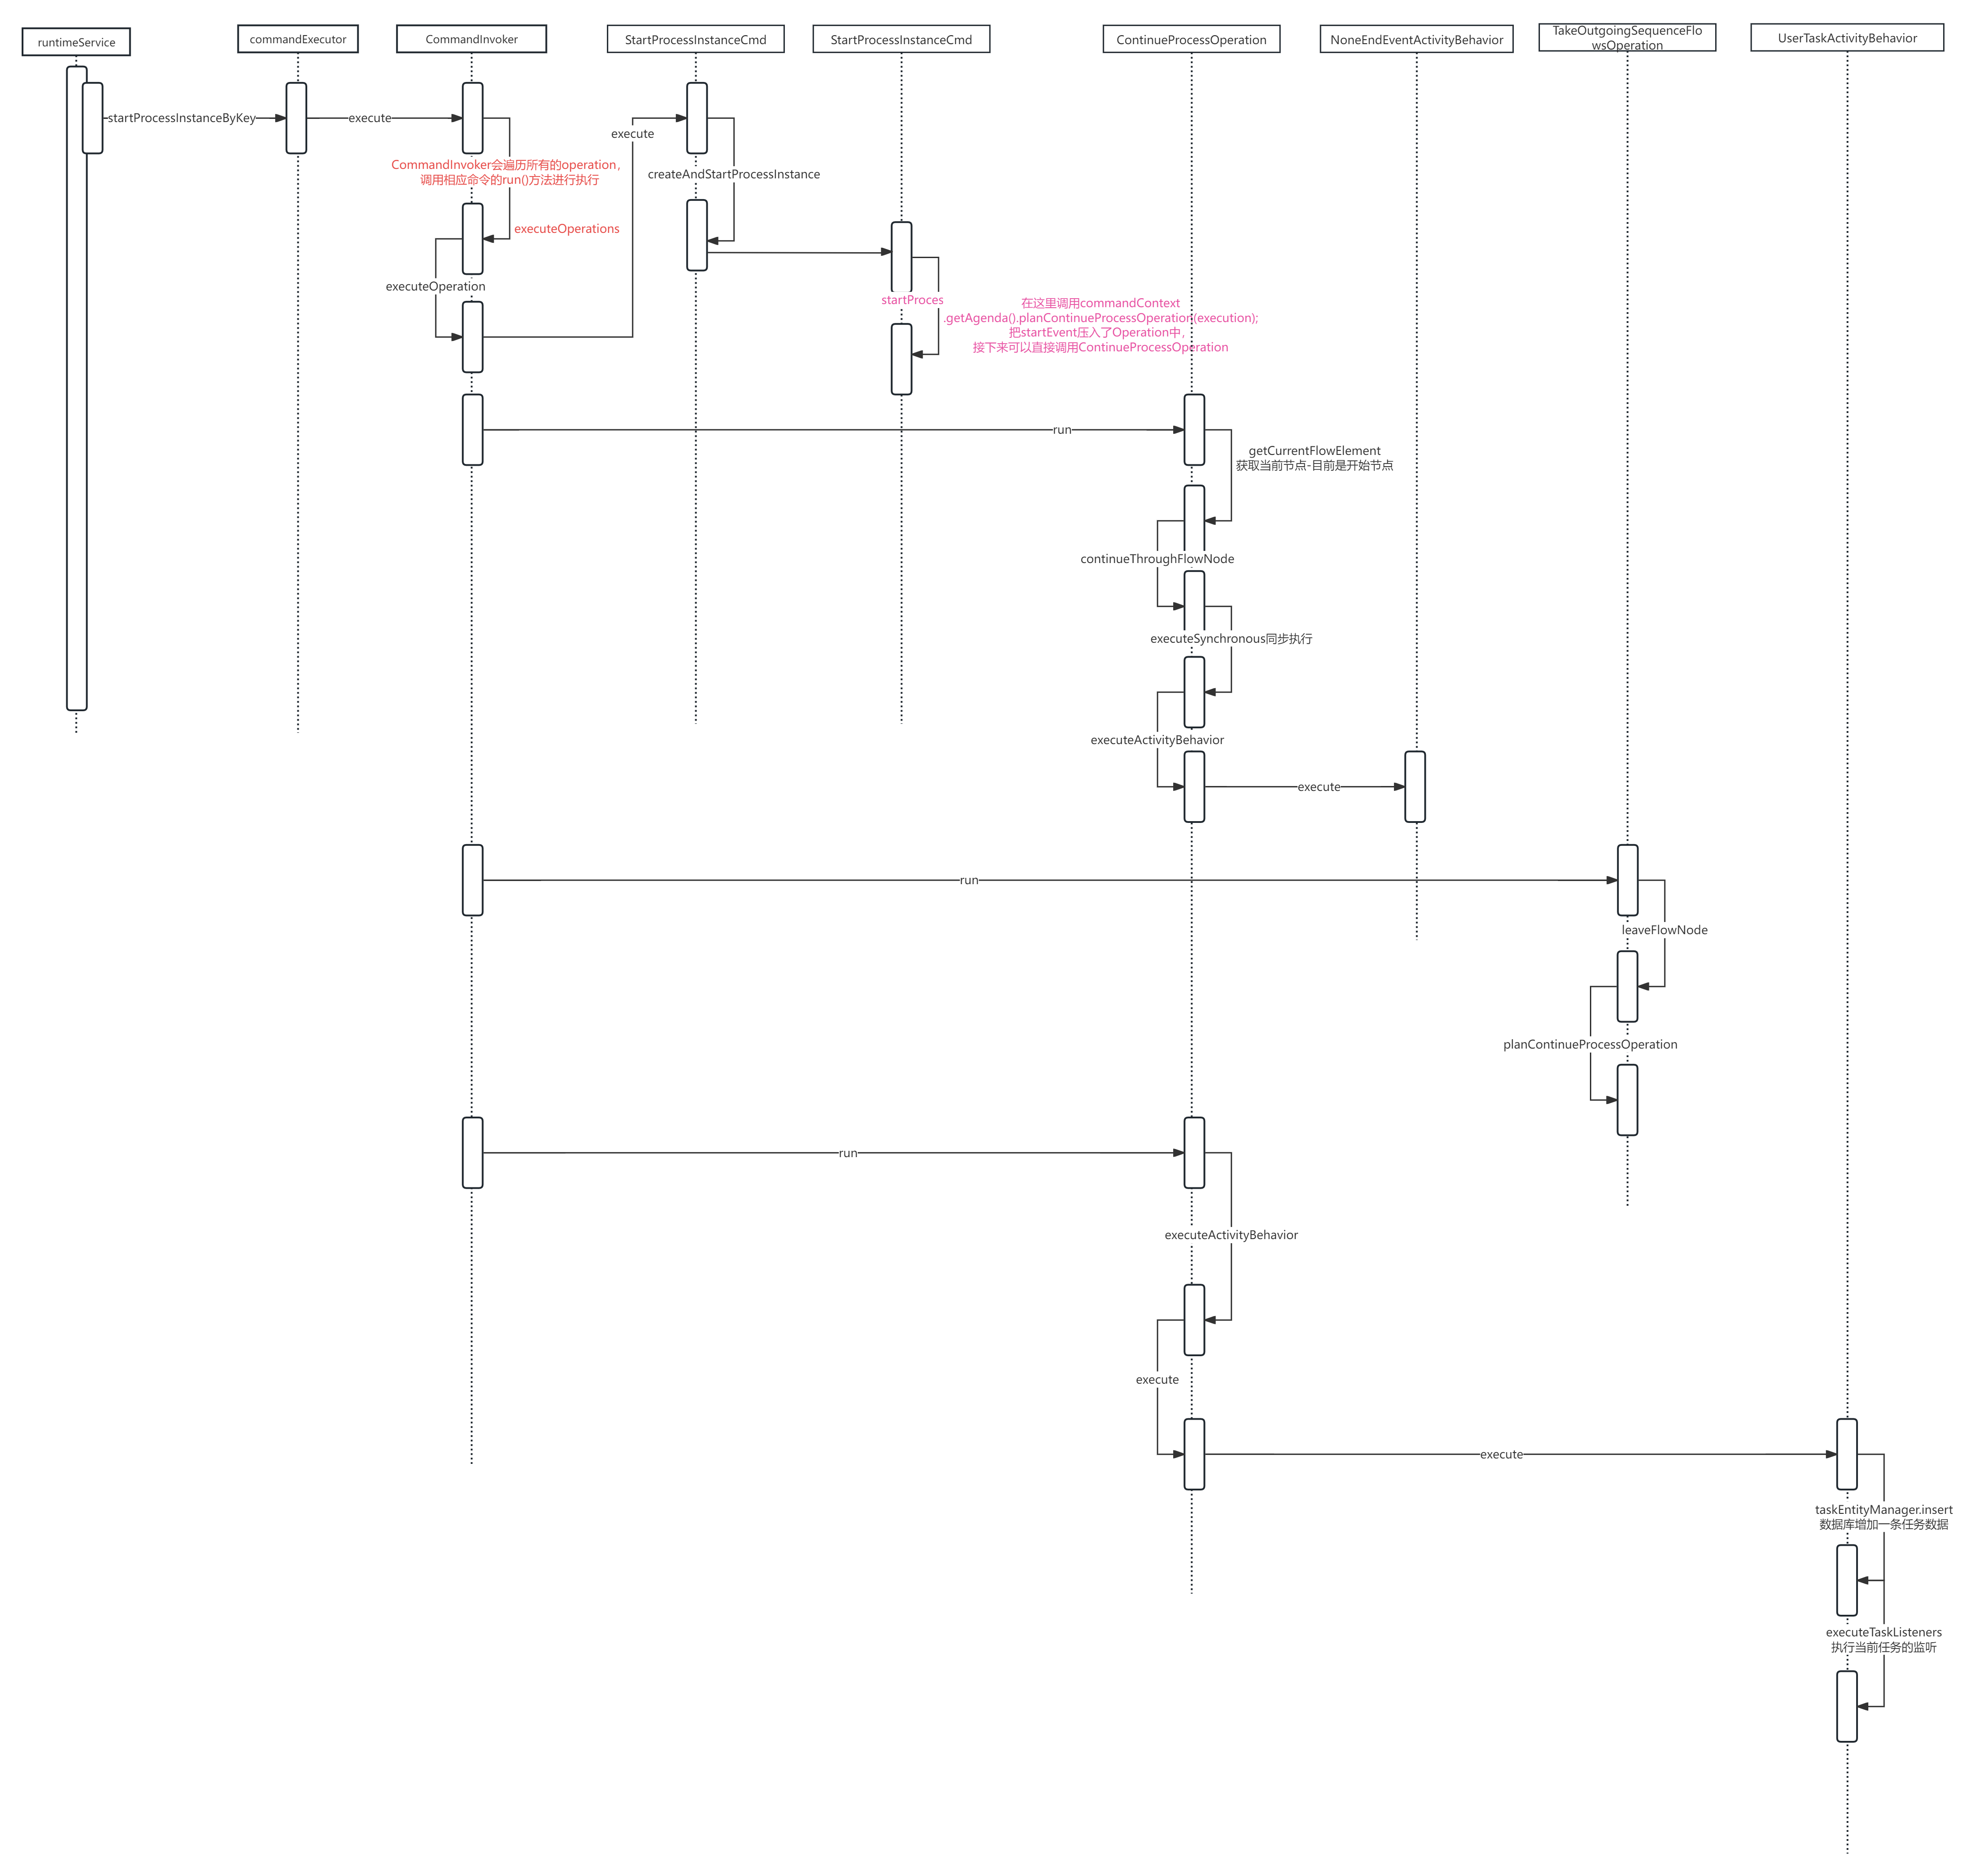 runtimeService
commandExecutor
CommandInvoker
StartProcessInstanceCmd
StartProcessInstanceCmd
ContinueProcessOperation
NoneEndEventActivityBehavior
TakeOutgoingSequenceFlo
wsOperation
UserTaskActivityBehavior
startProcessInstanceByKey
execute
execute
CommandInvoker会遍历所有的operation，
调用相应命令的run()方法进行执行
createAndStartProcessInstance
executeOperations
executeOperation
startProces
在这里调用commandContext
.getAgenda().planContinueProcessOperation(execution);
把startEvent压入了Operation中，
接下来可以直接调用ContinueProcessOperation
run
getCurrentFlowElement
获取当前节点-目前是开始节点
continueThroughFlowNode
executeSynchronous同步执行
executeActivityBehavior
execute
run
leaveFlowNode
planContinueProcessOperation
run
executeActivityBehavior
execute
execute
taskEntityManager.insert
数据库增加一条任务数据
executeTaskListeners
执行当前任务的监听